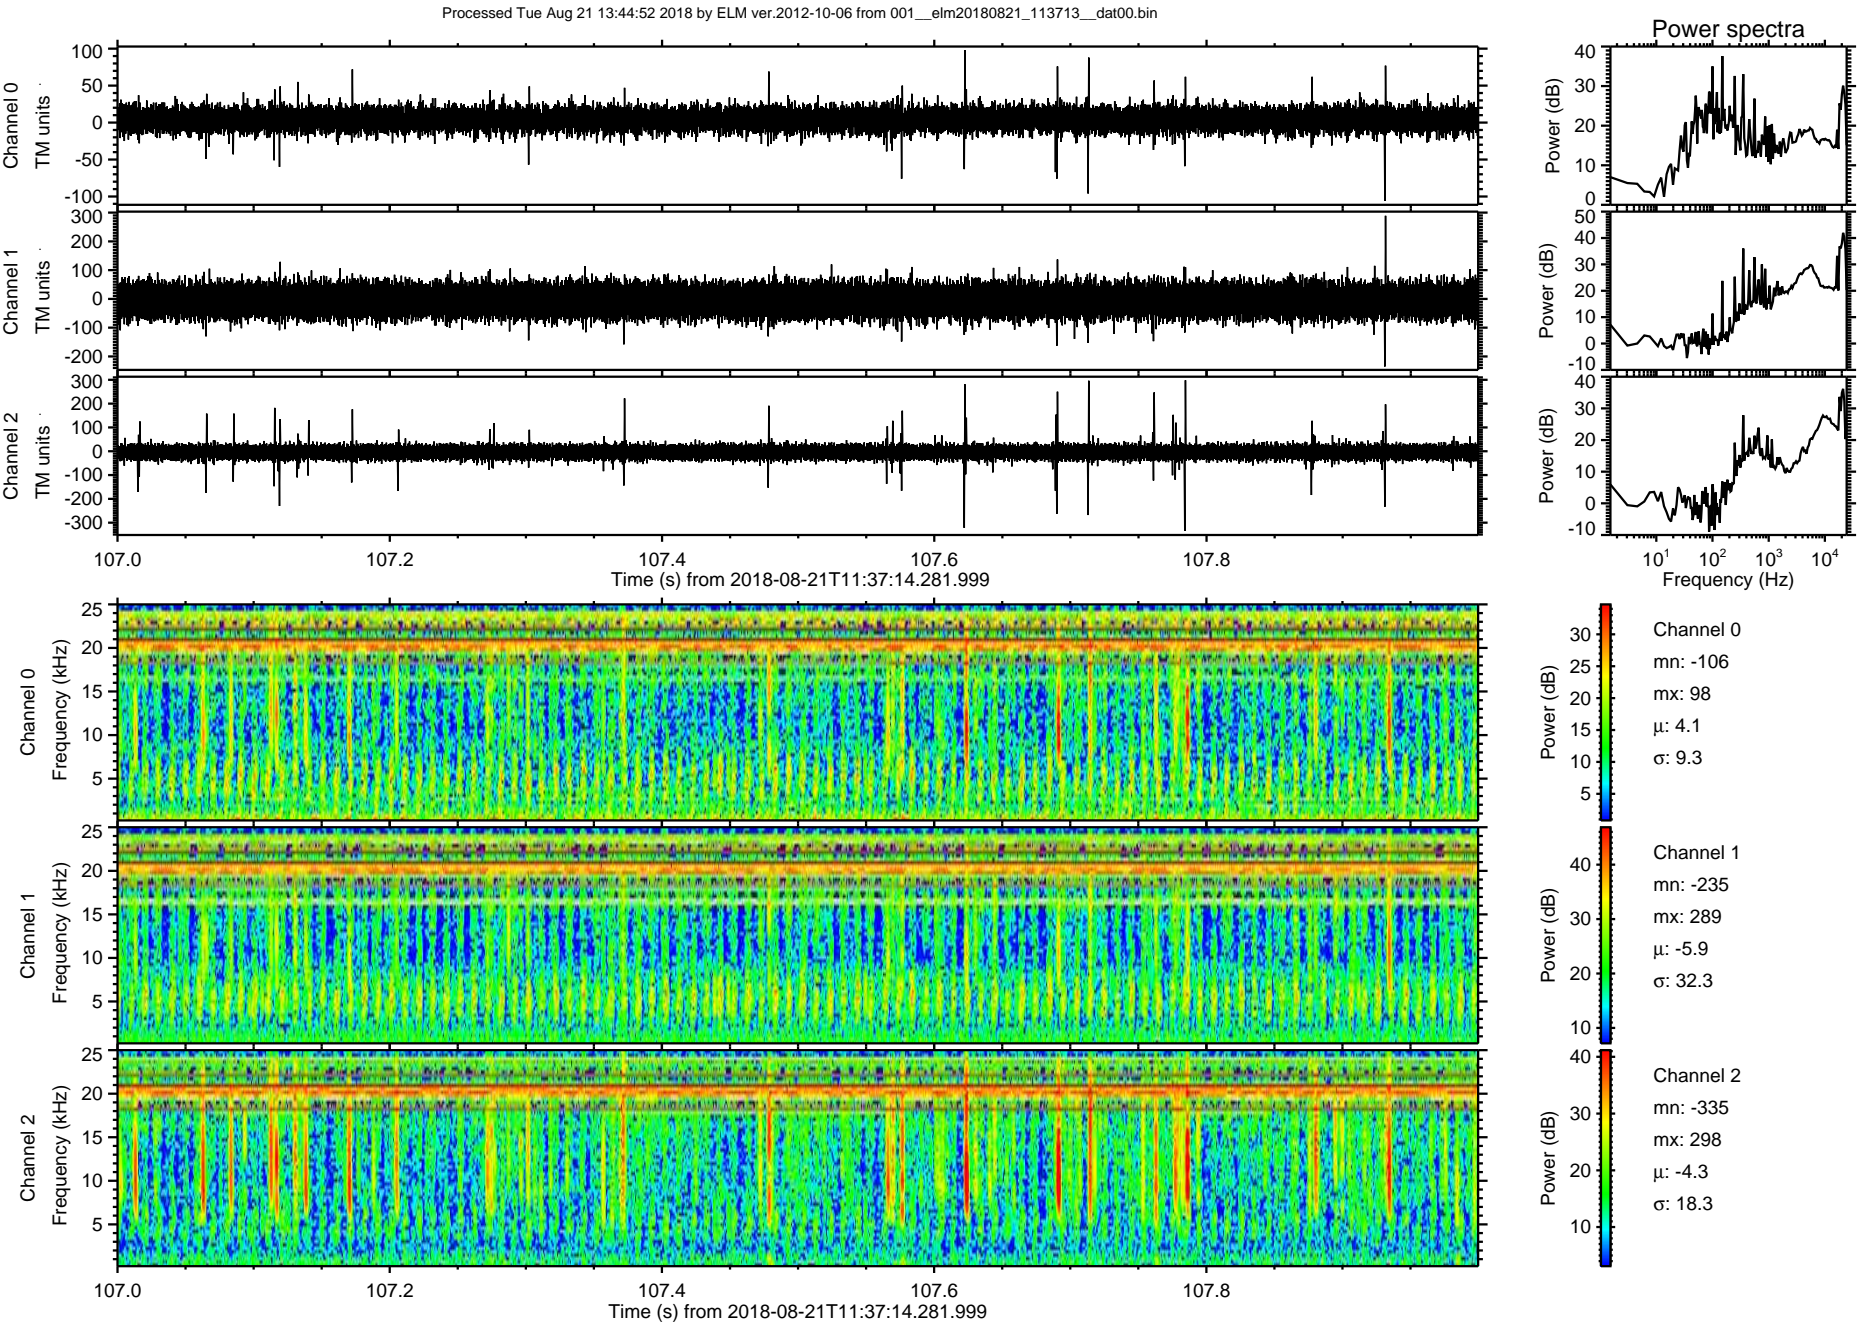 Processed Tue Aug 21 13:44:52 2018 by ELM ver.2012-10-06 from 001__elm20180821_113713__dat00.bin
Power spectra
Channel 0
TM units
100
50
0
-50
-100
Power (dB)
40
30
20
10
0
Channel 1
TM units
300
200
100
0
-100
-200
Power (dB)
50
40
30
20
10
0
-10
Channel 2
TM units
300
200
100
0
-100
-200
-300
Power (dB)
40
30
20
10
0
-10
107.0 107.2 107.4 107.6 107.8
Time (s) from 2018-08-21T11:37:14.281.999
10¹ 10² 10³ 10⁴
Frequency (Hz)
Channel 0
Frequency (kHz)
25
20
15
10
5
Power (dB)
30
25
20
15
10
5
Channel 0
mn: -106
mx: 98
μ: 4.1
σ: 9.3
Channel 1
Frequency (kHz)
25
20
15
10
5
Power (dB)
40
30
20
10
Channel 1
mn: -235
mx: 289
μ: -5.9
σ: 32.3
Channel 2
Frequency (kHz)
25
20
15
10
5
Power (dB)
40
30
20
10
Channel 2
mn: -335
mx: 298
μ: -4.3
σ: 18.3
107.0 107.2 107.4 107.6 107.8
Time (s) from 2018-08-21T11:37:14.281.999